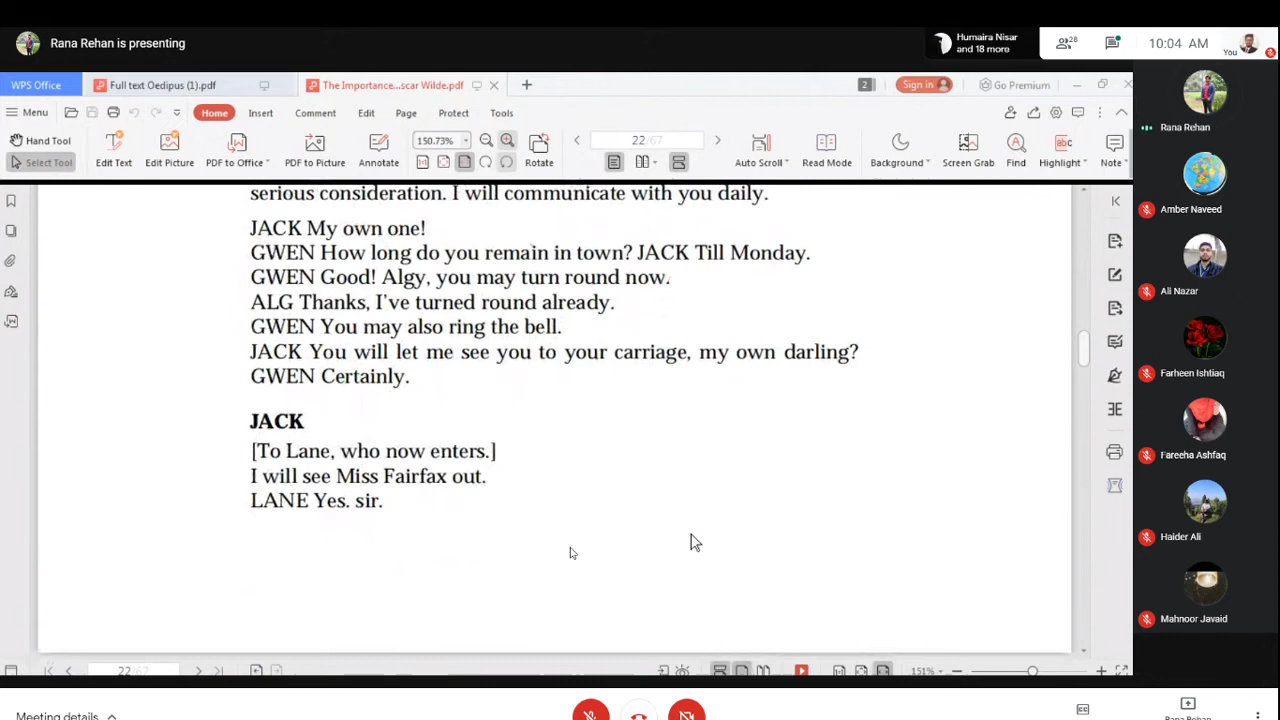 Rana Rehan is presenting
Humaira Nisar
and 18 more
28
10:04 AM
You
WPS Office
Full text Oedipus (1).pdf
The Importance...scar Wilde.pdf
2
Sign in
Go Premium
Menu
Home
Insert
Comment
Edit
Page
Protect
Tools
Hand Tool
Select Tool
Edit Text
Edit Picture
PDF to Office
PDF to Picture
Annotate
150.73%
Rotate
22/67
Auto Scroll
Read Mode
Background
Screen Grab
Find
Highlight
Note
serious consideration. I will communicate with you daily.
JACK My own one!
GWEN How long do you remain in town? JACK Till Monday.
GWEN Good! Algy, you may turn round now.
ALG Thanks, I've turned round already.
GWEN You may also ring the bell.
JACK You will let me see you to your carriage, my own darling?
GWEN Certainly.
JACK
[To Lane, who now enters.]
I will see Miss Fairfax out.
LANE Yes. sir.
Rana Rehan
Amber Naveed
Ali Nazar
Farheen Ishtiaq
Fareeha Ashfaq
Haider Ali
Mahnoor Javaid
22/67
151%
Meeting details
Rana Rehan